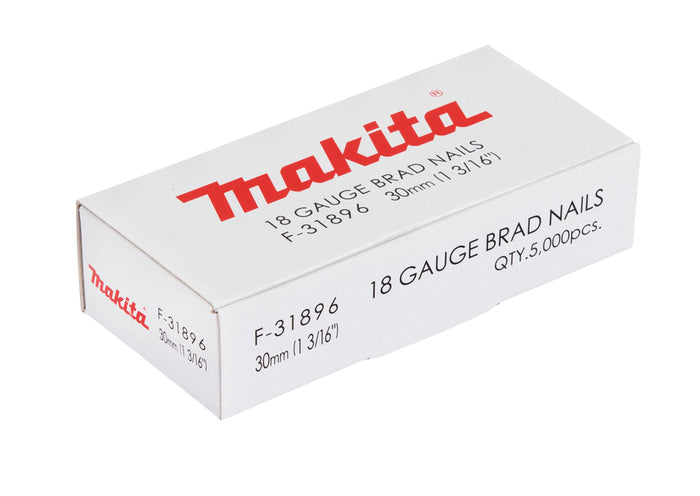 makita®
18 GAUGE BRAD NAILS
F-31896 30mm (1 3/16")
makita
F-31896
30mm (1 3/16")
F-31896 18 GAUGE BRAD NAILS
30mm (1 3/16") QTY.5,000pcs.